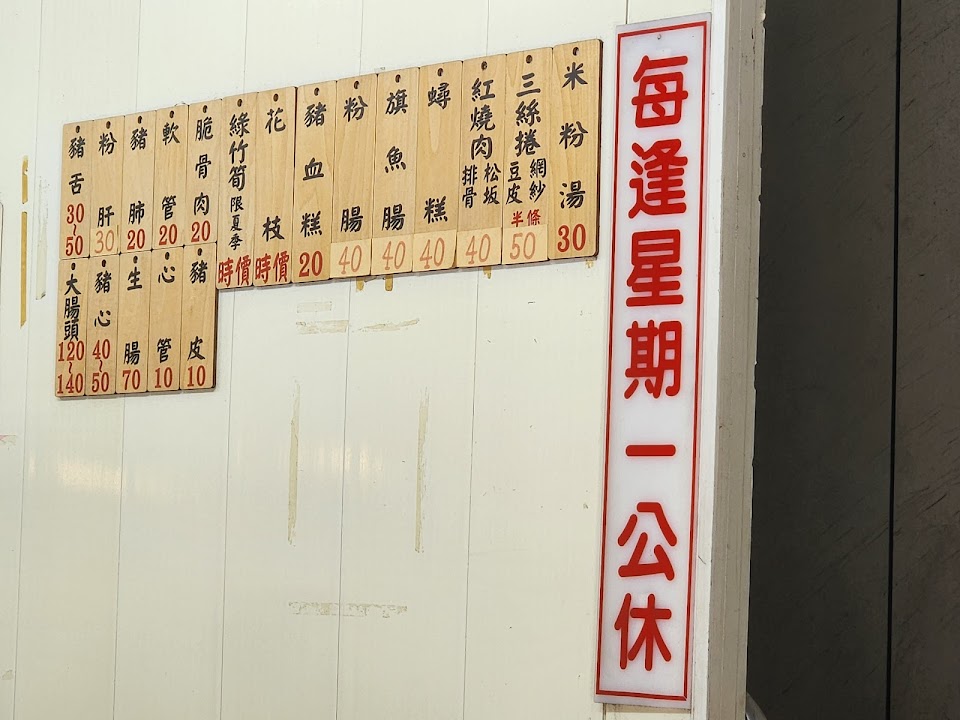 每逢星期一公休
米粉湯 30
三絲捲 網紗 豆皮 半條 50
紅燒肉 松坂 排骨 40
蟳糕 40
旗魚腸 40
粉腸 40
豬血糕 20
花枝 時價
綠竹筍 限夏季 時價
脆骨肉 20
軟管 20
豬肺 20
粉肝 30
豬舌 30~50
豬皮 10
心管 10
生腸 70
豬心 40~50
大腸頭 120~140